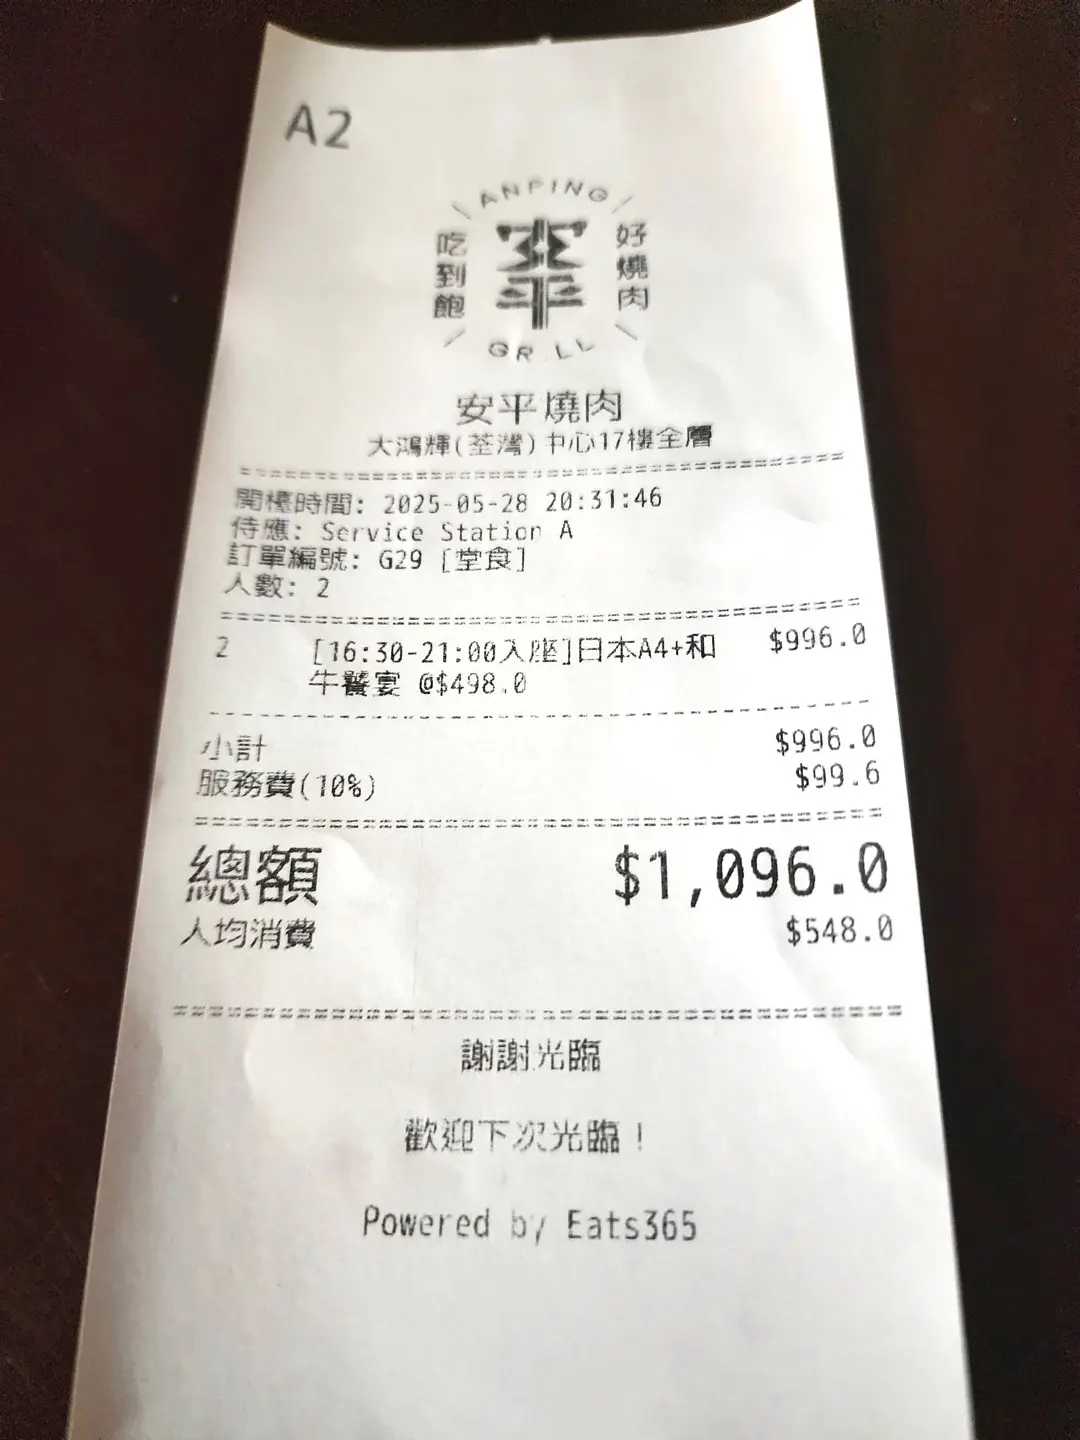 A2
ANPING
吃到飽
安平
好燒肉
GRILL
安平燒肉
大鴻輝(荃灣)中心17樓全層
開檯時間: 2025-05-28 20:31:46
侍應: Service Station A
訂單編號: G29 [堂食]
人數: 2
2 [16:30-21:00入座]日本A4+和 $996.0
牛饕宴 @$498.0
小計 $996.0
服務費(10%) $99.6
總額 $1,096.0
人均消費 $548.0
謝謝光臨
歡迎下次光臨！
Powered by Eats365